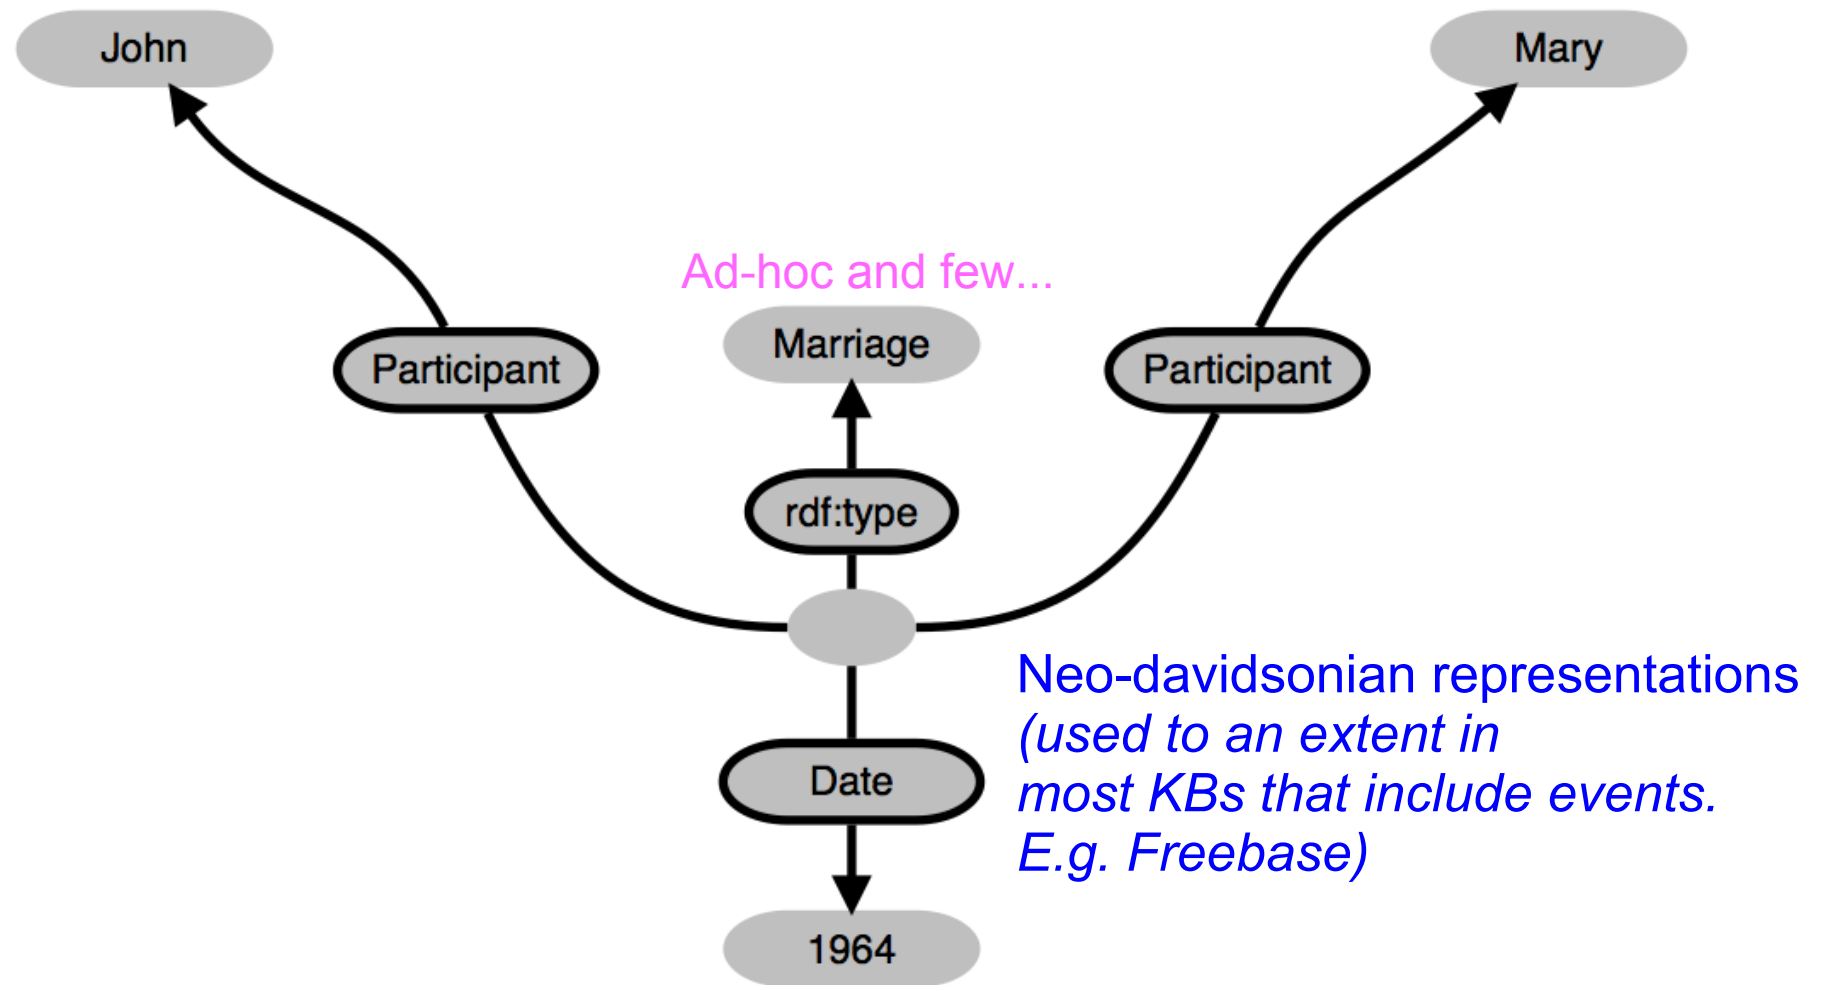 John
Mary
Ad-hoc and few...
Marriage
Participant
Participant
rdf:type
Neo-davidsonian representations
(used to an extent in
most KBs that include events.
E.g. Freebase)
Date
1964